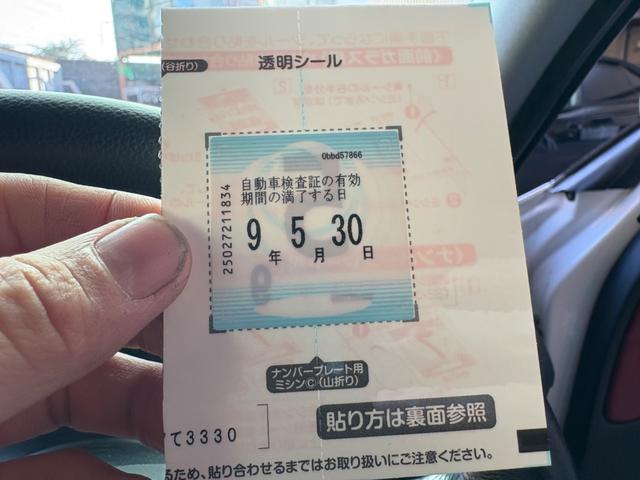 (谷折り)
透明シール
0bbd57866
自動車検査証の有効
期間の満了する日
25027211834
9年 5月 30日
ナンバープレート用
ミシン©(山折り)
て3330
貼り方は裏面参照
るため、貼り合わせるまではお取り扱いにご注意ください。